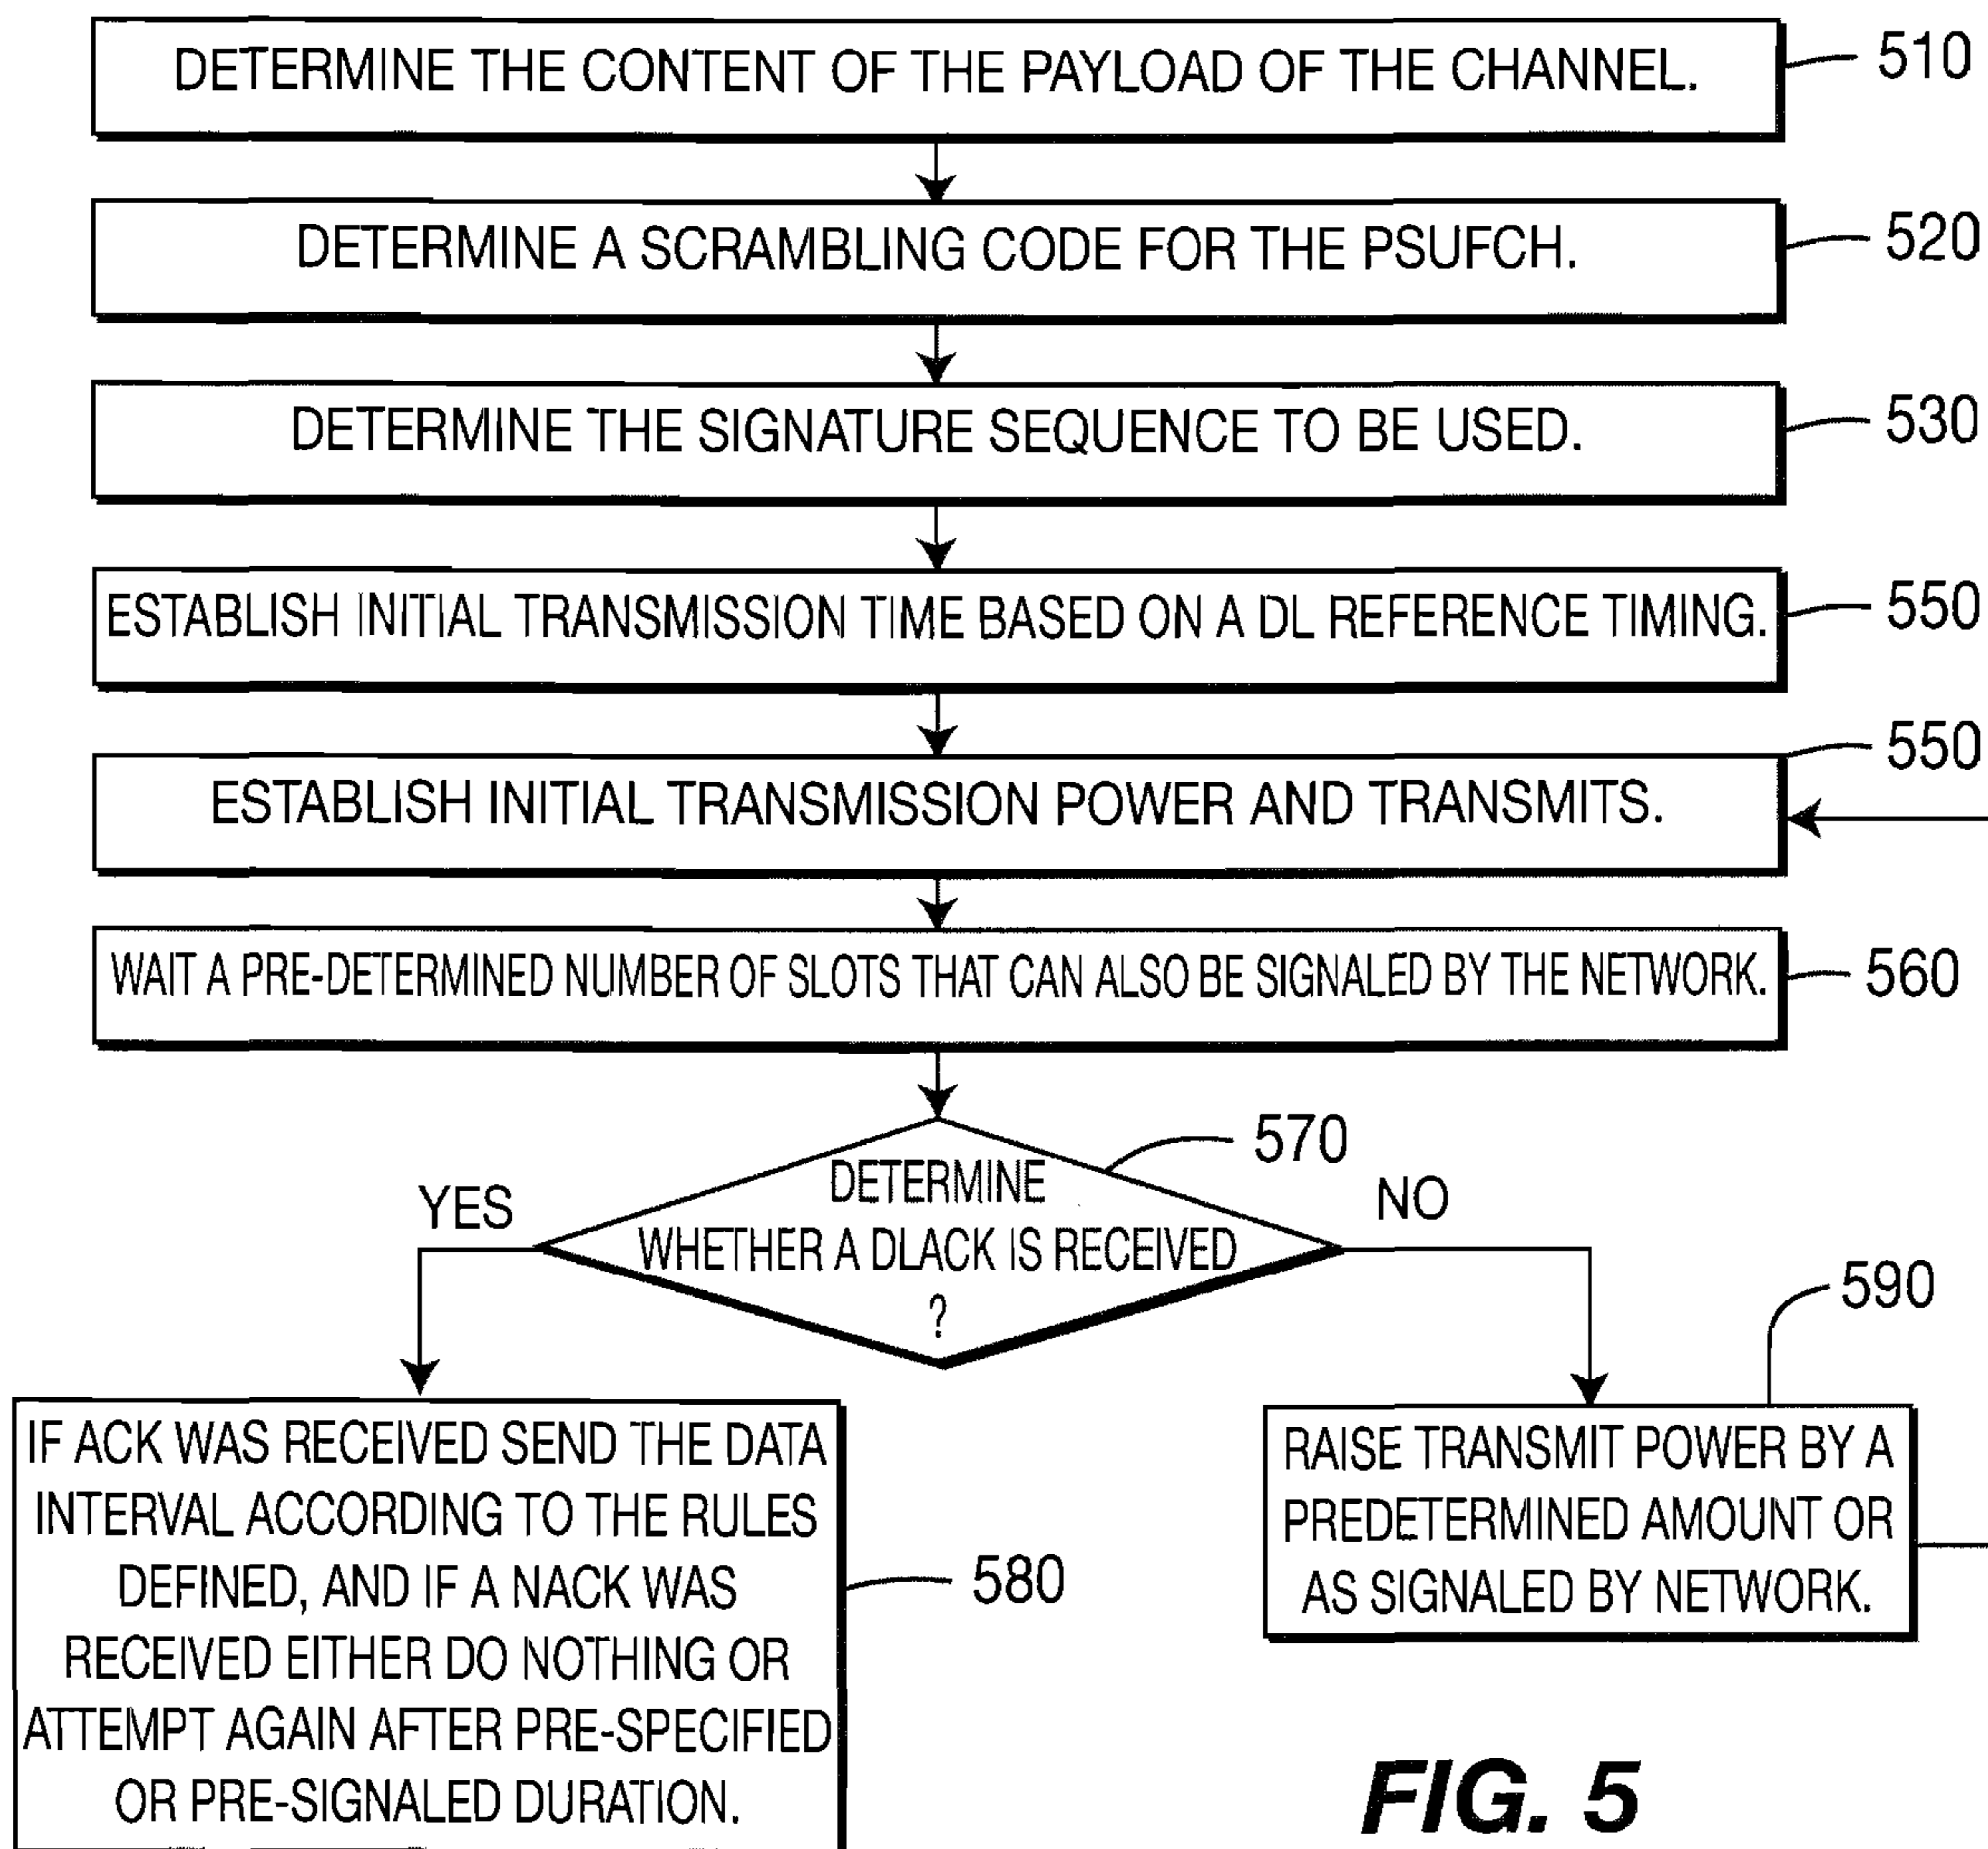 DETERMINE THE CONTENT OF THE PAYLOAD OF THE CHANNEL.
510
DETERMINE A SCRAMBLING CODE FOR THE PSUFCH.
520
DETERMINE THE SIGNATURE SEQUENCE TO BE USED.
530
ESTABLISH INITIAL TRANSMISSION TIME BASED ON A DL REFERENCE TIMING.
550
ESTABLISH INITIAL TRANSMISSION POWER AND TRANSMITS.
550
WAIT A PRE-DETERMINED NUMBER OF SLOTS THAT CAN ALSO BE SIGNALED BY THE NETWORK.
560
DETERMINE
WHETHER A DLACK IS RECEIVED
?
570
YES
NO
IF ACK WAS RECEIVED SEND THE DATA
INTERVAL ACCORDING TO THE RULES
DEFINED, AND IF A NACK WAS
RECEIVED EITHER DO NOTHING OR
ATTEMPT AGAIN AFTER PRE-SPECIFIED
OR PRE-SIGNALED DURATION.
580
RAISE TRANSMIT POWER BY A
PREDETERMINED AMOUNT OR
AS SIGNALED BY NETWORK.
590
FIG. 5